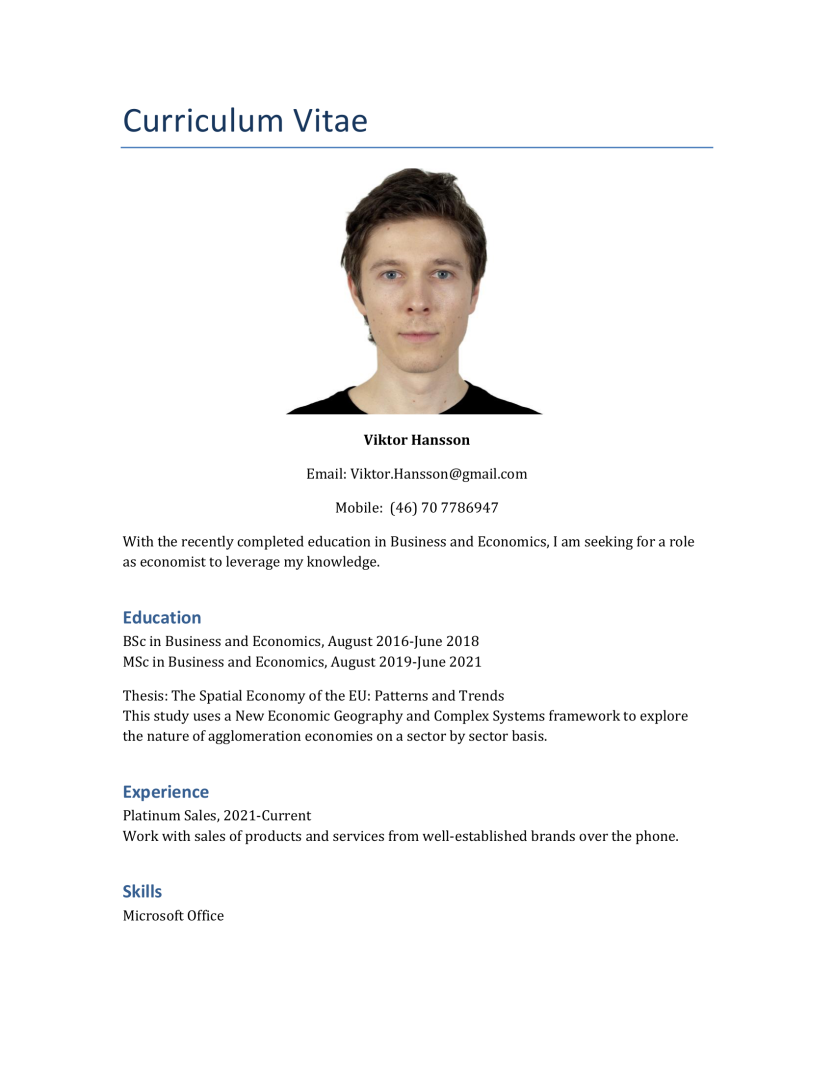 Curriculum Vitae
Viktor Hansson
Email: Viktor.Hansson@gmail.com
Mobile:  (46) 70 7786947
With the recently completed education in Business and Economics, I am seeking for a role
as economist to leverage my knowledge.
Education
BSc in Business and Economics, August 2016-June 2018
MSc in Business and Economics, August 2019-June 2021
Thesis: The Spatial Economy of the EU: Patterns and Trends
This study uses a New Economic Geography and Complex Systems framework to explore
the nature of agglomeration economies on a sector by sector basis.
Experience
Platinum Sales, 2021-Current
Work with sales of products and services from well-established brands over the phone.
Skills
Microsoft Office